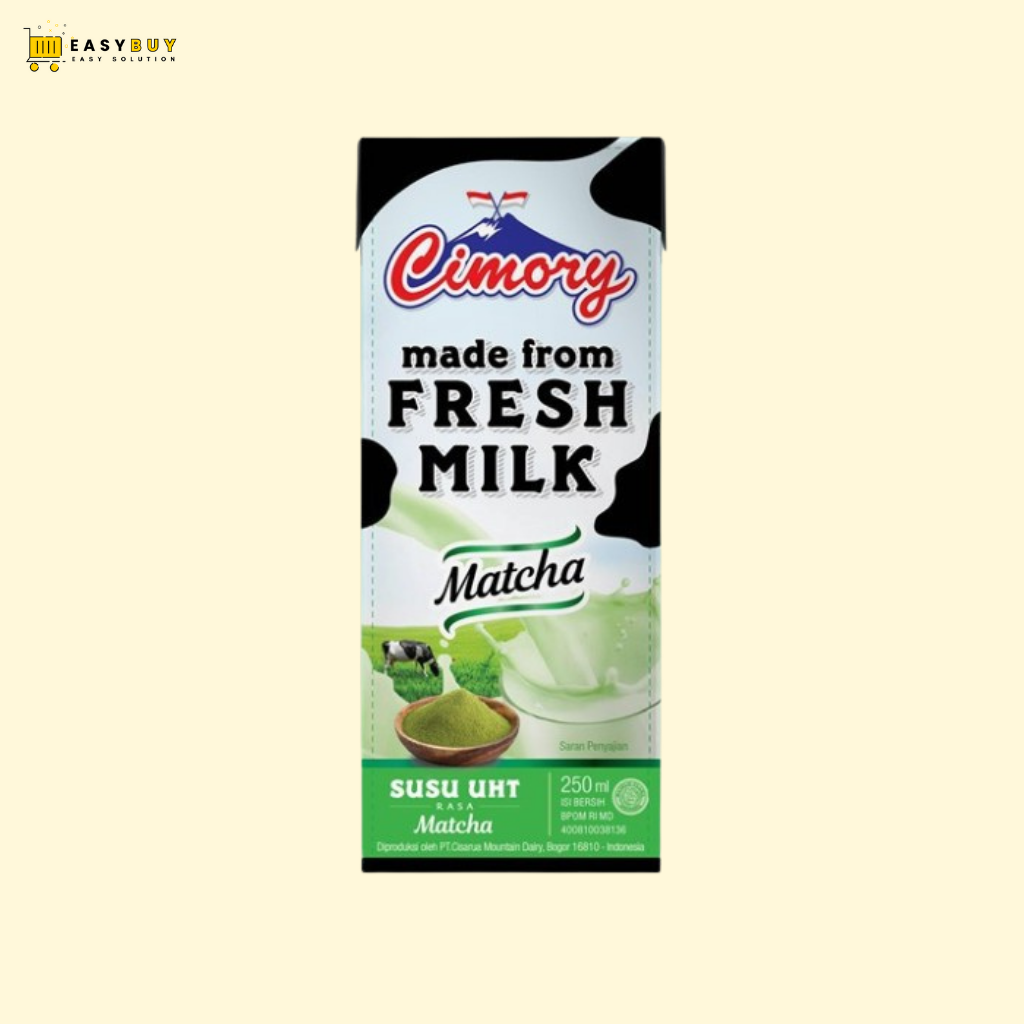 EASYBUY
EASY SOLUTION
Cimory
made from
FRESH
MILK
Matcha
Saran Penyajian
SUSU UHT
RASA
Matcha
250 ml
ISI BERSIH
BPOM RI MD
400810038136
Diproduksi oleh PT.Cisarua Mountain Dairy, Bogor 16810 - Indonesia